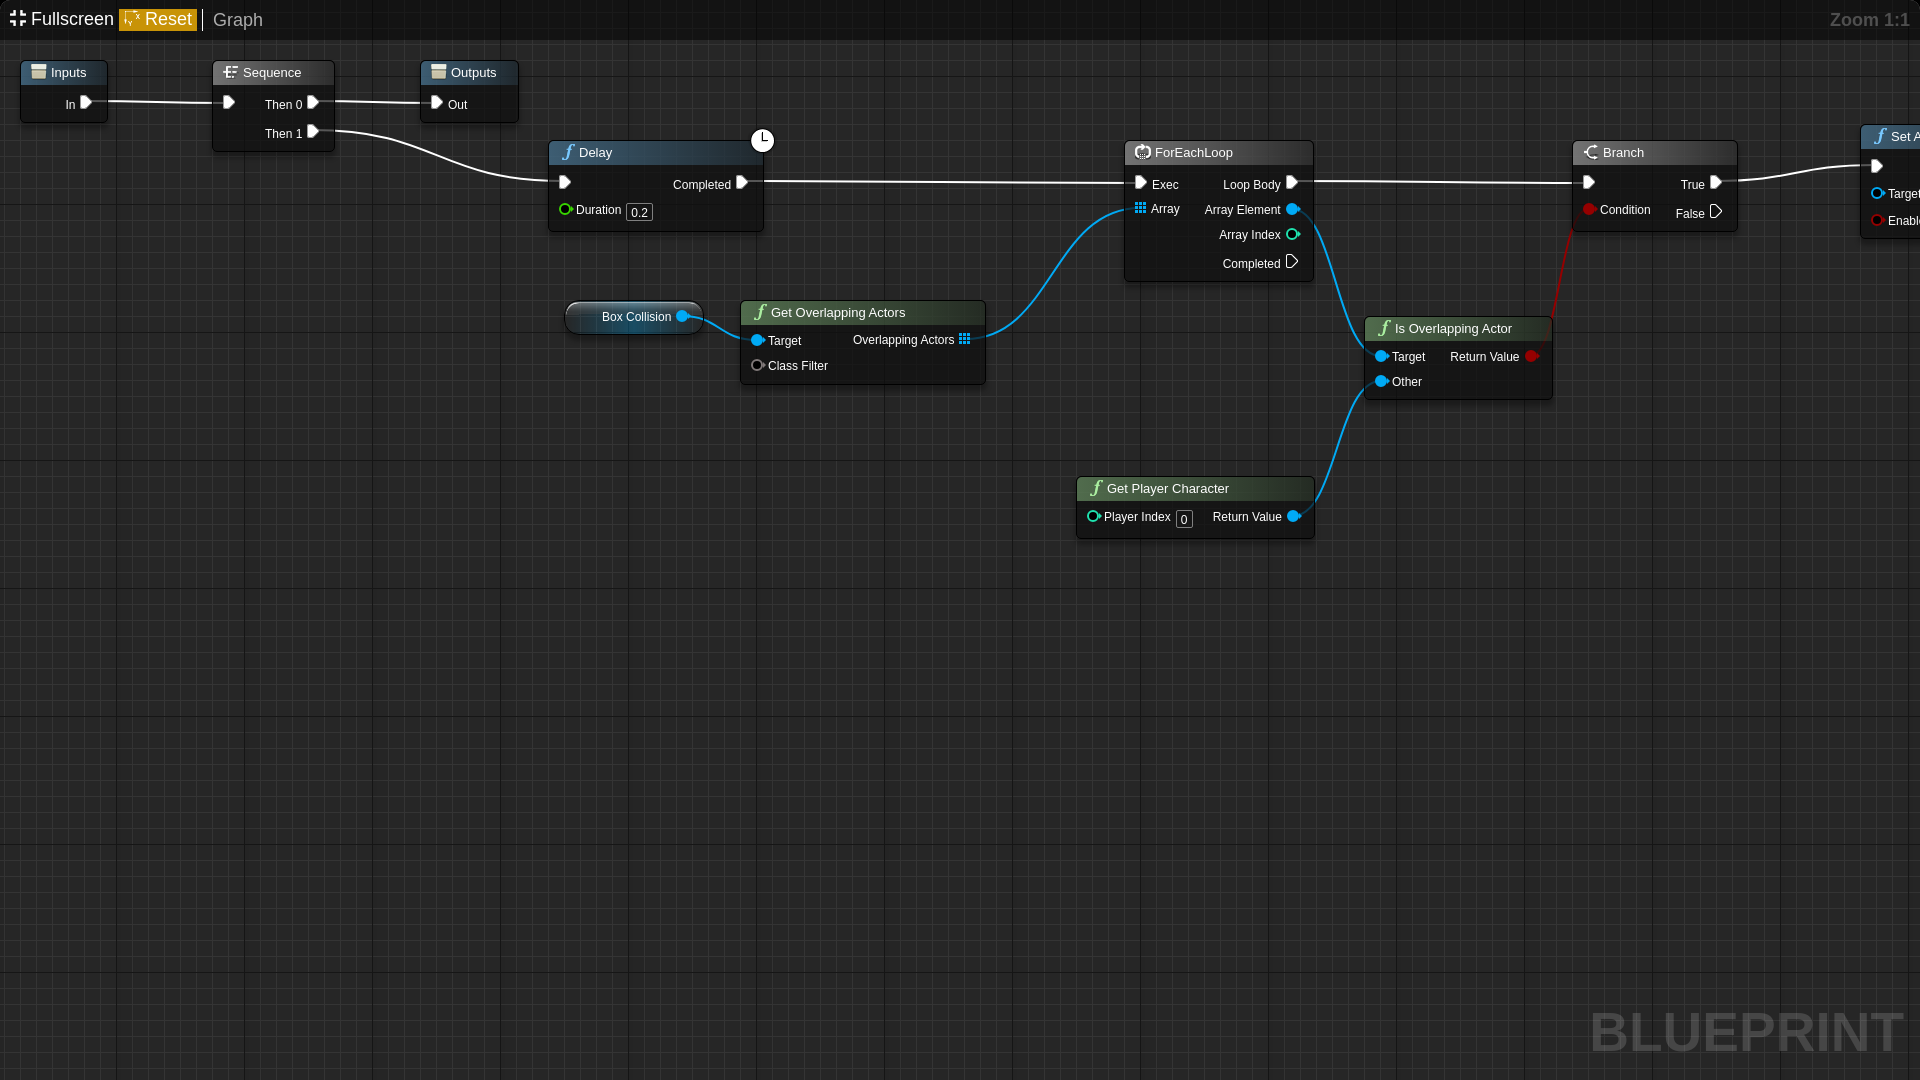 Fullscreen Reset Graph
Zoom 1:1
Inputs
In
Sequence
Then 0
Then 1
Outputs
Out
Delay
Completed
Duration 0.2
Box Collision
Get Overlapping Actors
Target Overlapping Actors
Class Filter
ForEachLoop
Exec Loop Body
Array Array Element
Array Index
Completed
Get Player Character
Player Index 0 Return Value
Is Overlapping Actor
Target Return Value
Other
Branch
True
Condition False
Set A
Target
Enable
BLUEPRINT